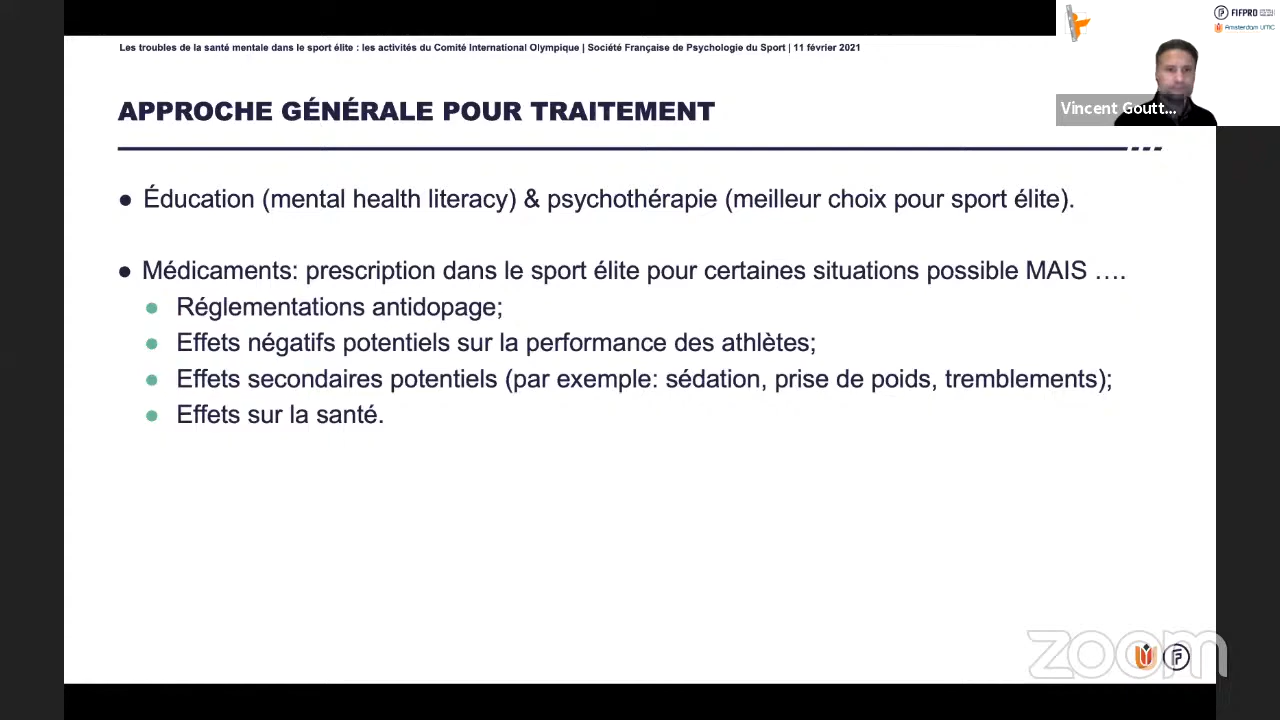 Les troubles de la santé mentale dans le sport élite : les activités du Comité International Olympique | Société Française de Psychologie du Sport | 11 février 2021
FIFPRO
Amsterdam UMC
Vincent Goutt...
APPROCHE GÉNÉRALE POUR TRAITEMENT
● Éducation (mental health literacy) & psychothérapie (meilleur choix pour sport élite).
● Médicaments: prescription dans le sport élite pour certaines situations possible MAIS ….
● Réglementations antidopage;
● Effets négatifs potentiels sur la performance des athlètes;
● Effets secondaires potentiels (par exemple: sédation, prise de poids, tremblements);
● Effets sur la santé.
zoom